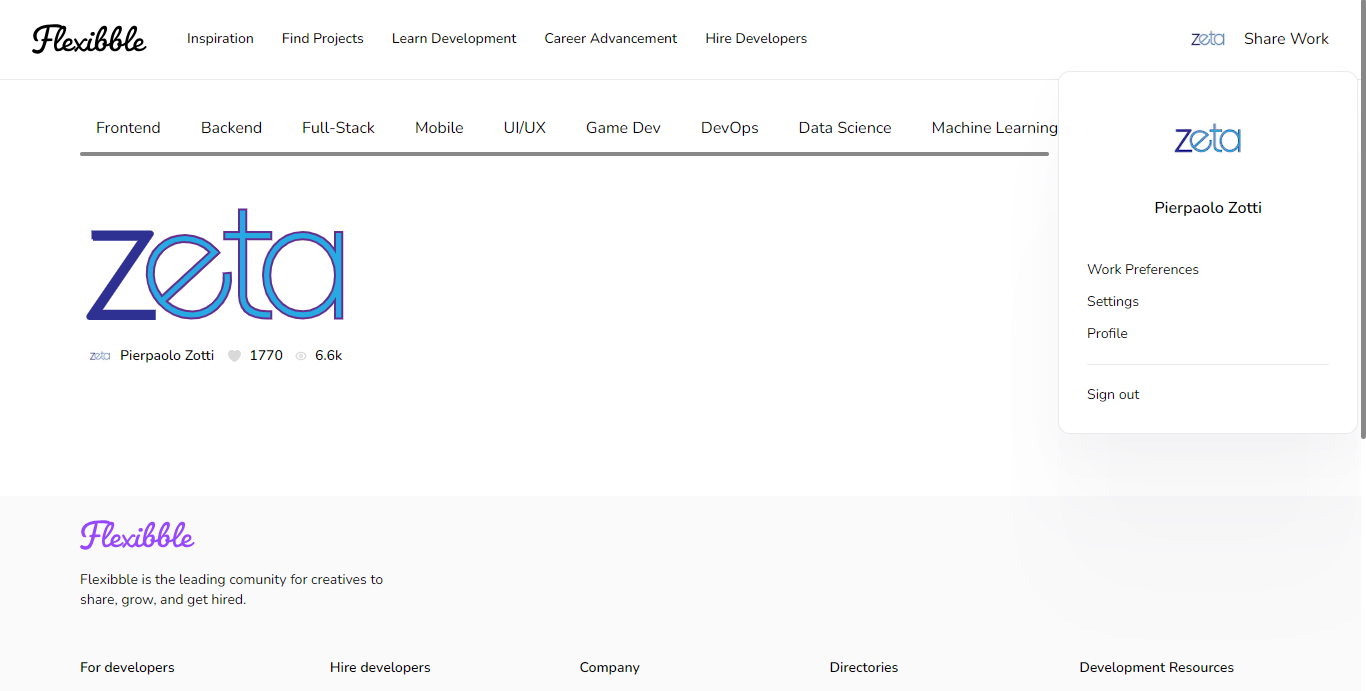 Flexibble Inspiration Find Projects Learn Development Career Advancement Hire Developers zeta Share Work
Frontend Backend Full-Stack Mobile UI/UX Game Dev DevOps Data Science Machine Learning
zeta
Pierpaolo Zotti
Work Preferences
Settings
Profile
Sign out
zeta
zeta Pierpaolo Zotti 1770 6.6k
Flexibble
Flexibble is the leading comunity for creatives to
share, grow, and get hired.
For developers Hire developers Company Directories Development Resources